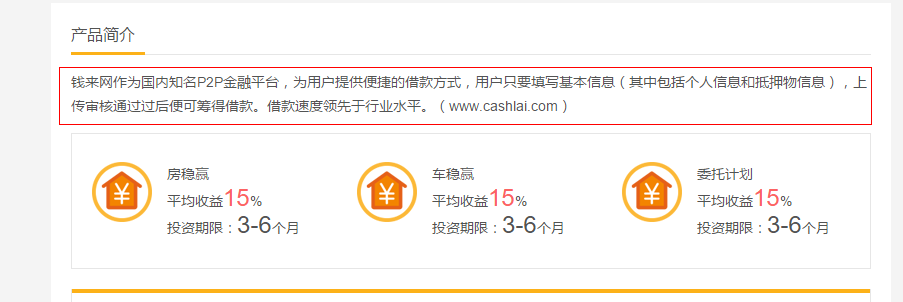 产品简介
钱来网作为国内知名P2P金融平台，为用户提供便捷的借款方式，用户只要填写基本信息（其中包括个人信息和抵押物信息），上
传审核通过过后便可筹得借款。借款速度领先于行业水平。（www.cashlai.com）
房稳赢
平均收益15%
投资期限：3-6个月
车稳赢
平均收益15%
投资期限：3-6个月
委托计划
平均收益15%
投资期限：3-6个月